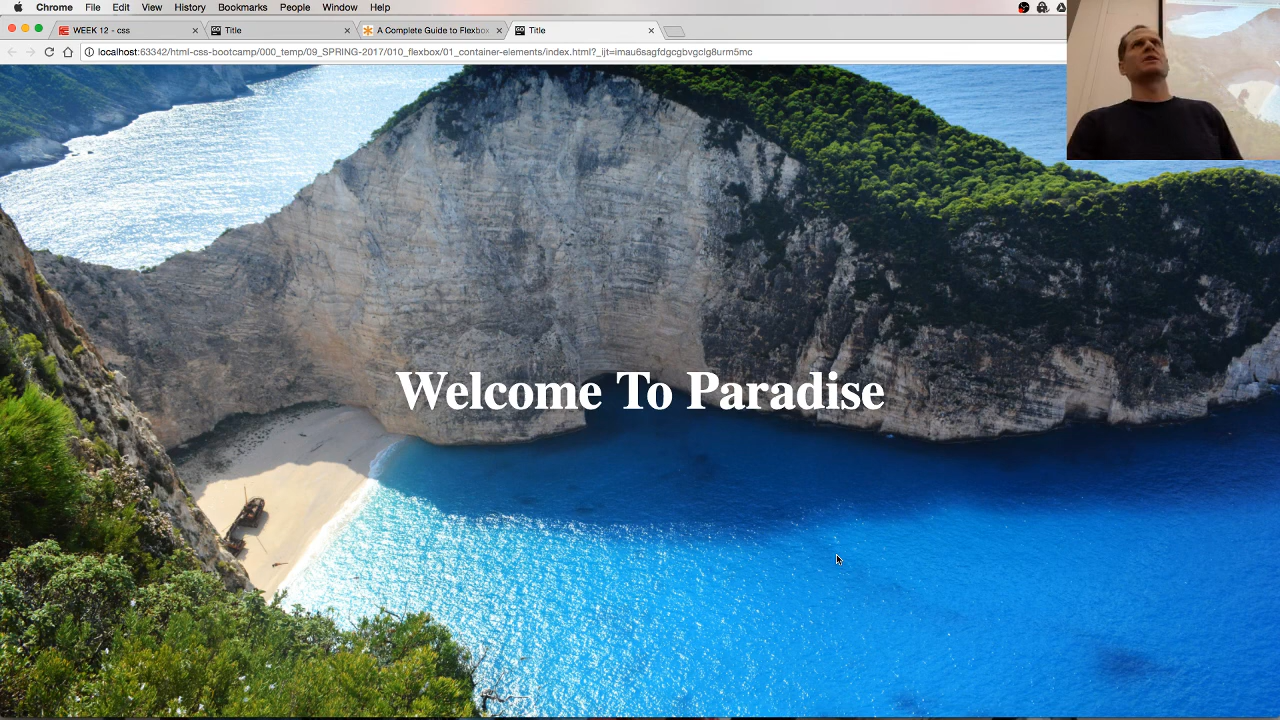 Chrome File Edit View History Bookmarks People Window Help
WEEK 12 - css Title A Complete Guide to Flexbox Title
localhost:63342/html-css-bootcamp/000_temp/09_SPRING-2017/010_flexbox/01_container-elements/index.html?_ijt=imau6sagfdgcgbvgclg8urm5mc
Welcome To Paradise